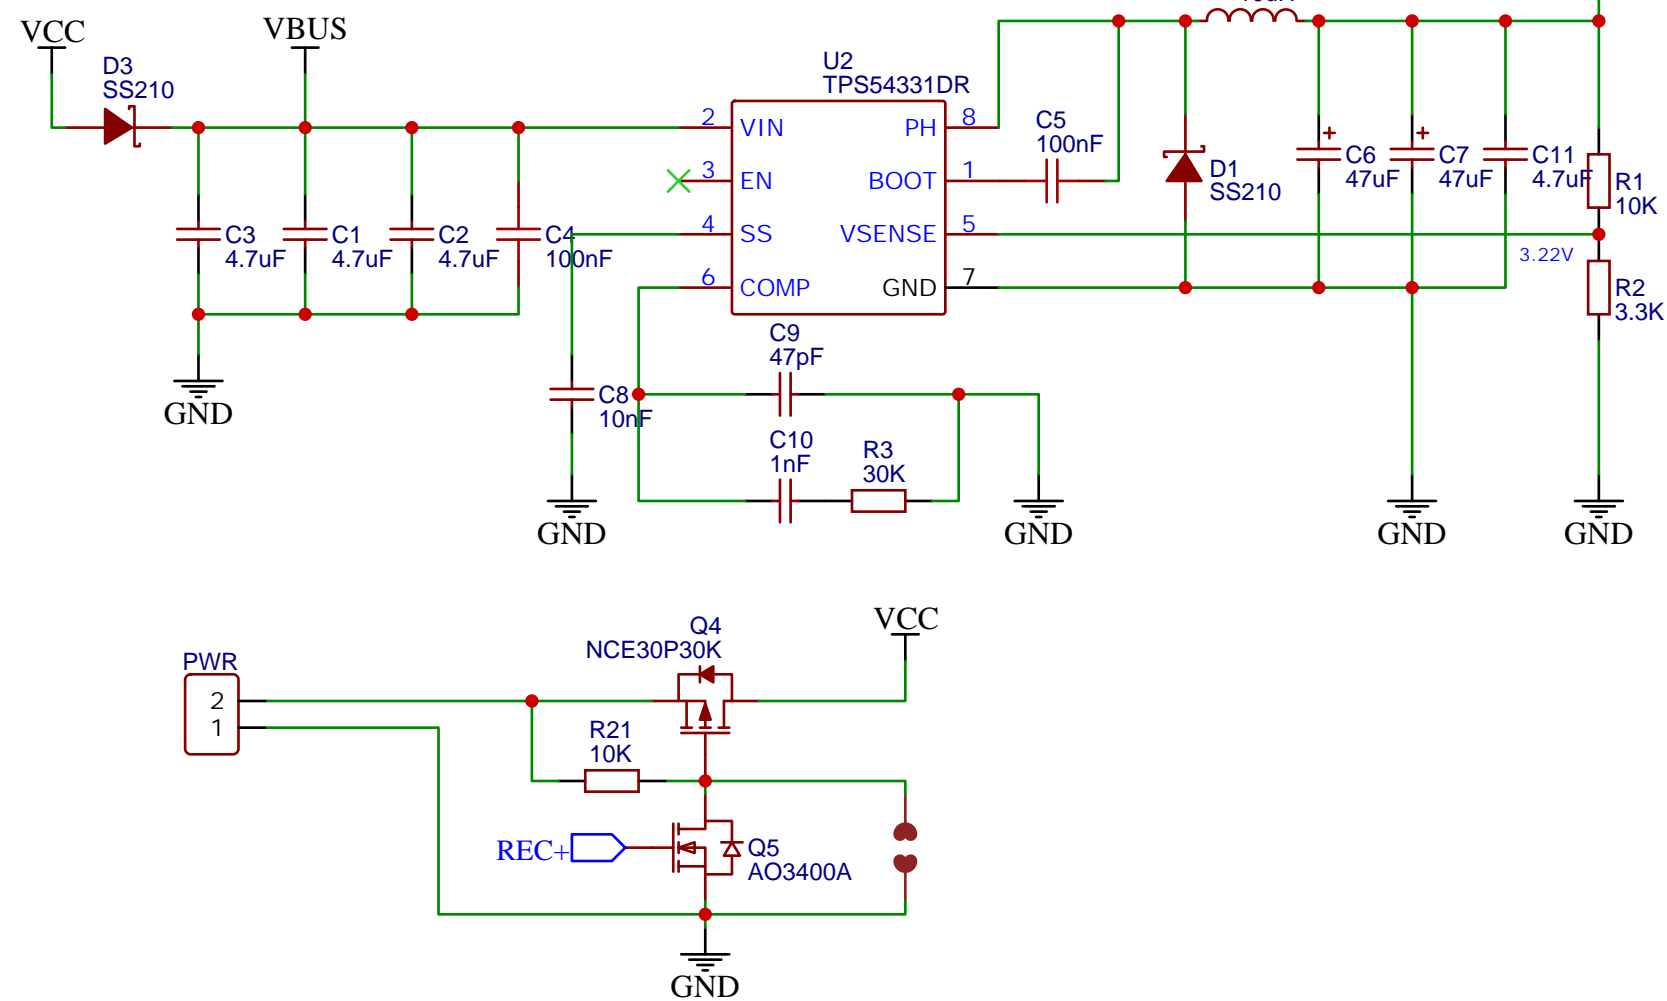 VCC
VBUS
D3
SS210
U2
TPS54331DR
2
VIN
PH
8
3
EN
BOOT
1
4
SS
VSENSE
5
6
COMP
GND
7
C5
100nF
D1
SS210
C6
47uF
C7
47uF
C11
4.7uF
R1
10K
3.22V
R2
3.3K
C3
4.7uF
C1
4.7uF
C2
4.7uF
C4
100nF
GND
C9
47pF
C8
10nF
C10
1nF
R3
30K
GND
GND
GND
GND
Q4
NCE30P30K
VCC
PWR
2
1
R21
10K
REC+
Q5
AO3400A
GND